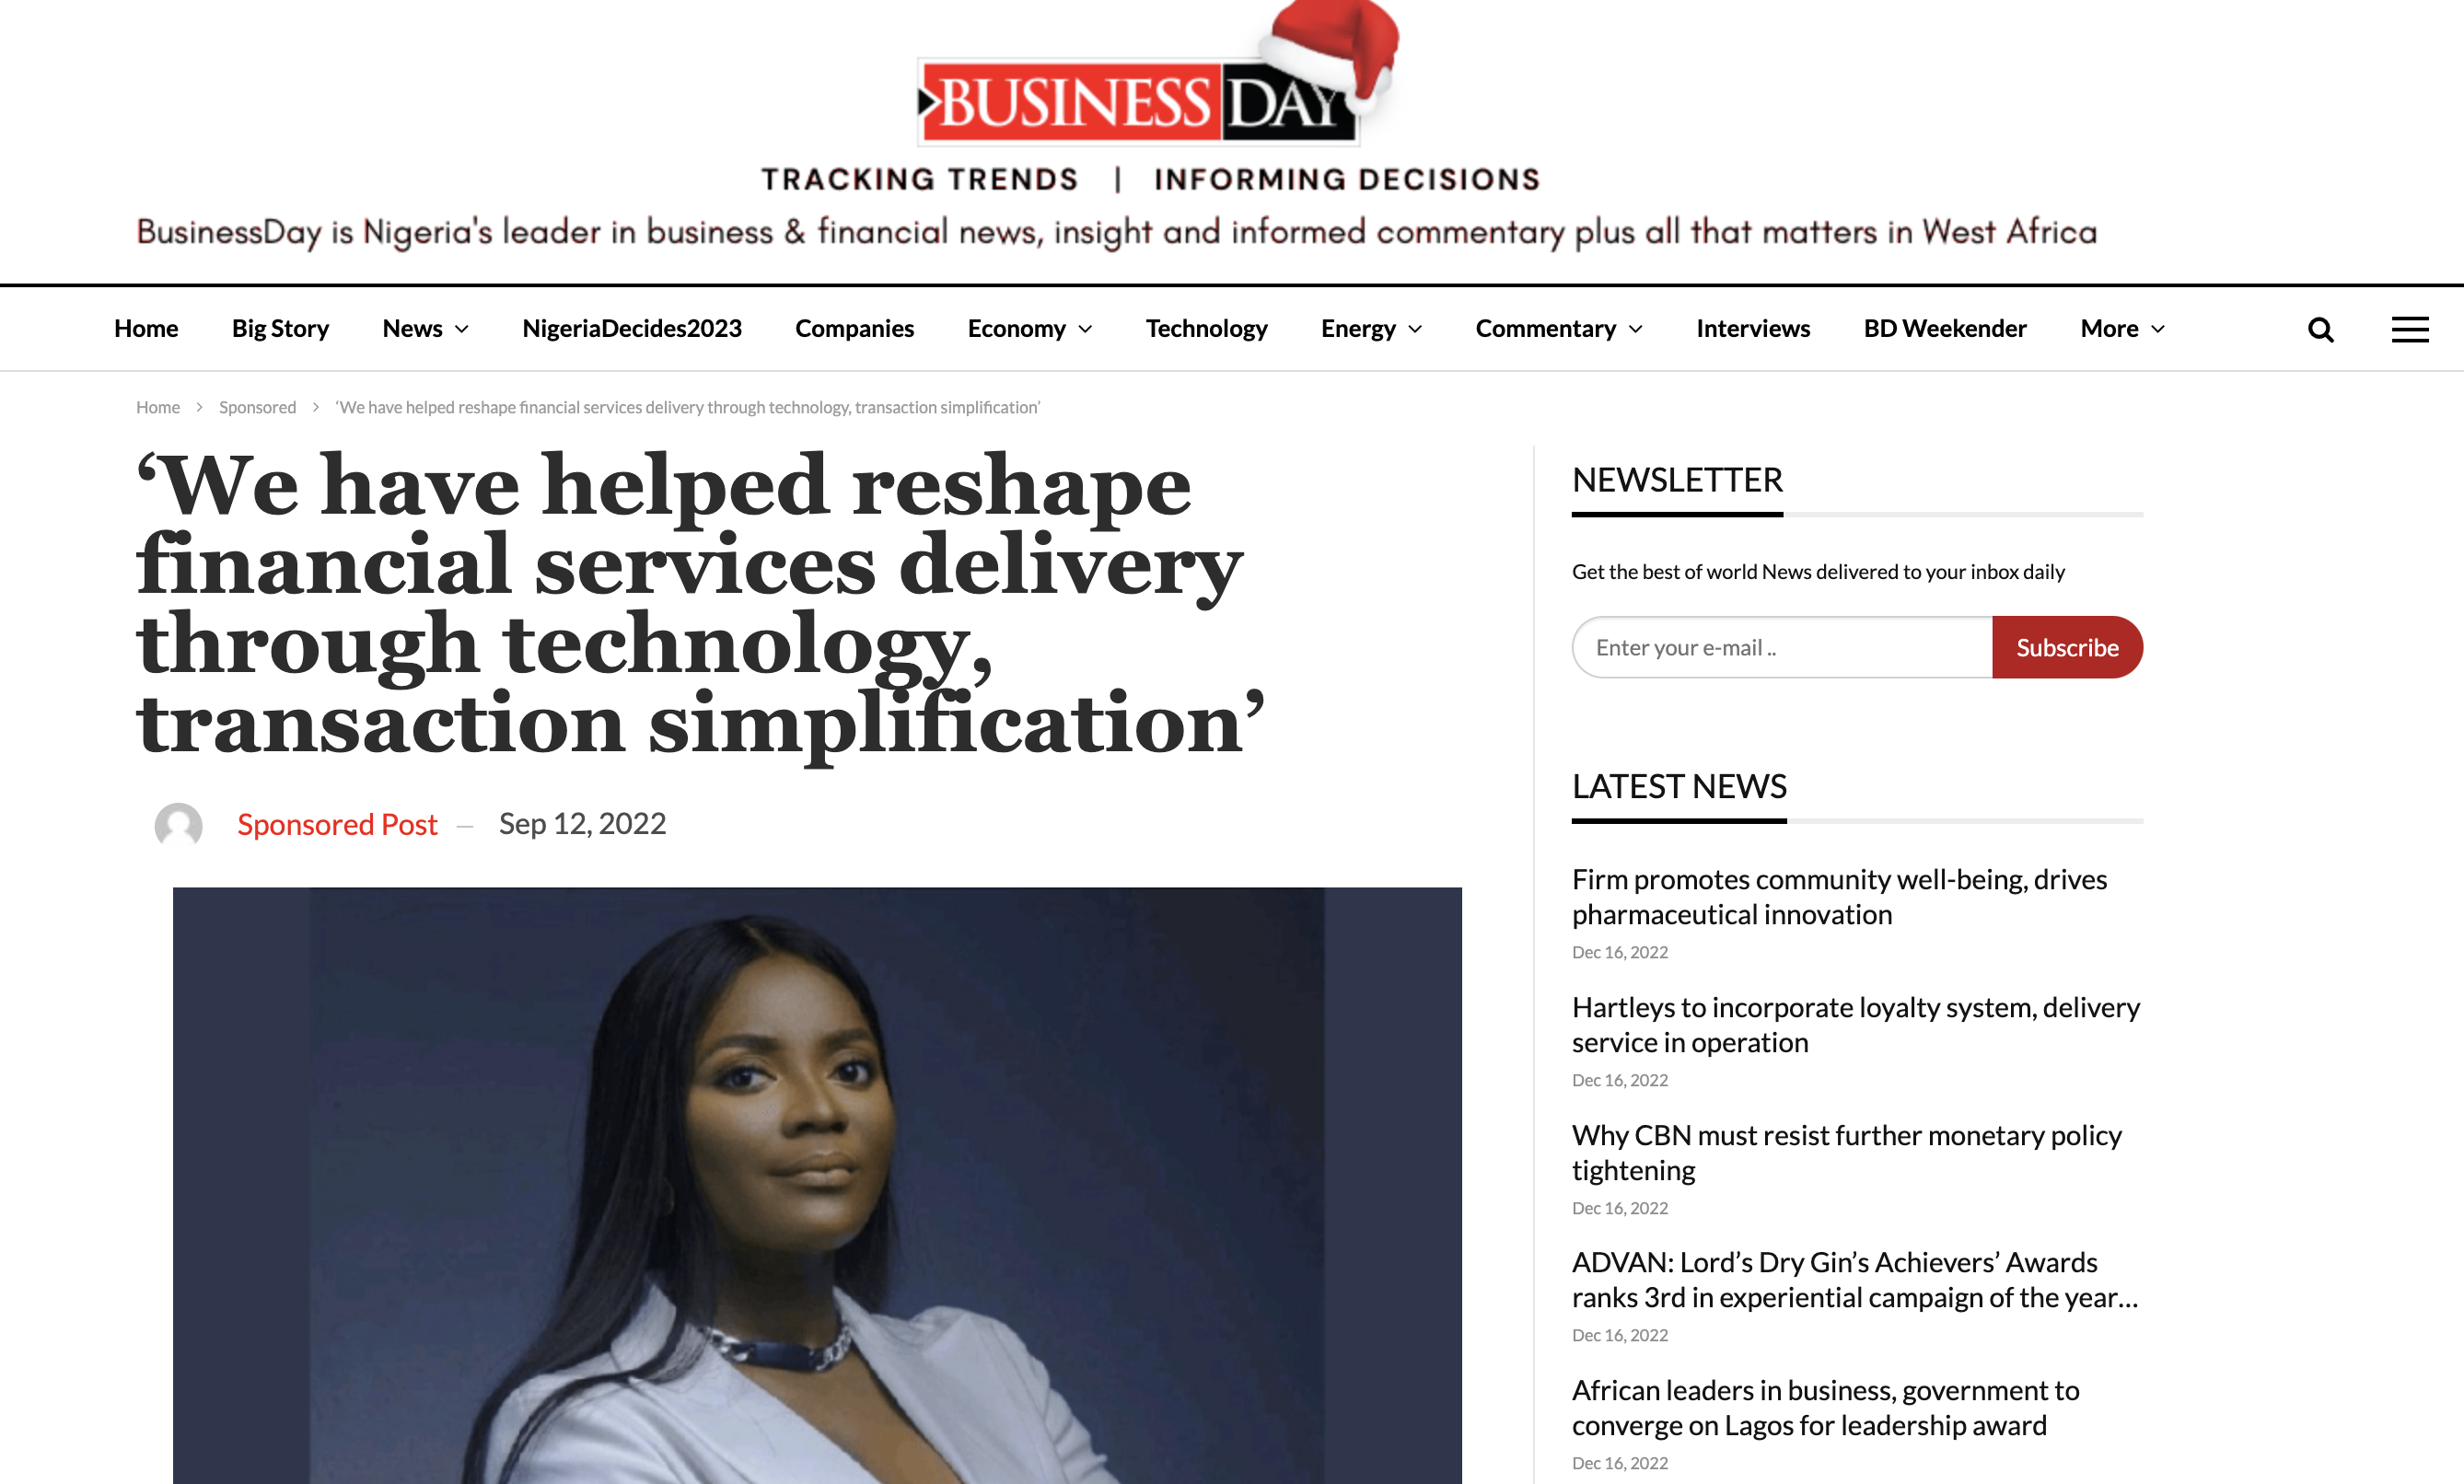 BUSINESS DAY
TRACKING TRENDS | INFORMING DECISIONS
BusinessDay is Nigeria's leader in business & financial news, insight and informed commentary plus all that matters in West Africa
Home Big Story News NigeriaDecides2023 Companies Economy Technology Energy Commentary Interviews BD Weekender More
Home > Sponsored > ‘We have helped reshape financial services delivery through technology, transaction simplification’
‘We have helped reshape
financial services delivery
through technology,
transaction simplification’
Sponsored Post — Sep 12, 2022
NEWSLETTER
Get the best of world News delivered to your inbox daily
Enter your e-mail .. Subscribe
LATEST NEWS
Firm promotes community well-being, drives
pharmaceutical innovation
Dec 16, 2022
Hartleys to incorporate loyalty system, delivery
service in operation
Dec 16, 2022
Why CBN must resist further monetary policy
tightening
Dec 16, 2022
ADVAN: Lord’s Dry Gin’s Achievers’ Awards
ranks 3rd in experiential campaign of the year...
Dec 16, 2022
African leaders in business, government to
converge on Lagos for leadership award
Dec 16, 2022